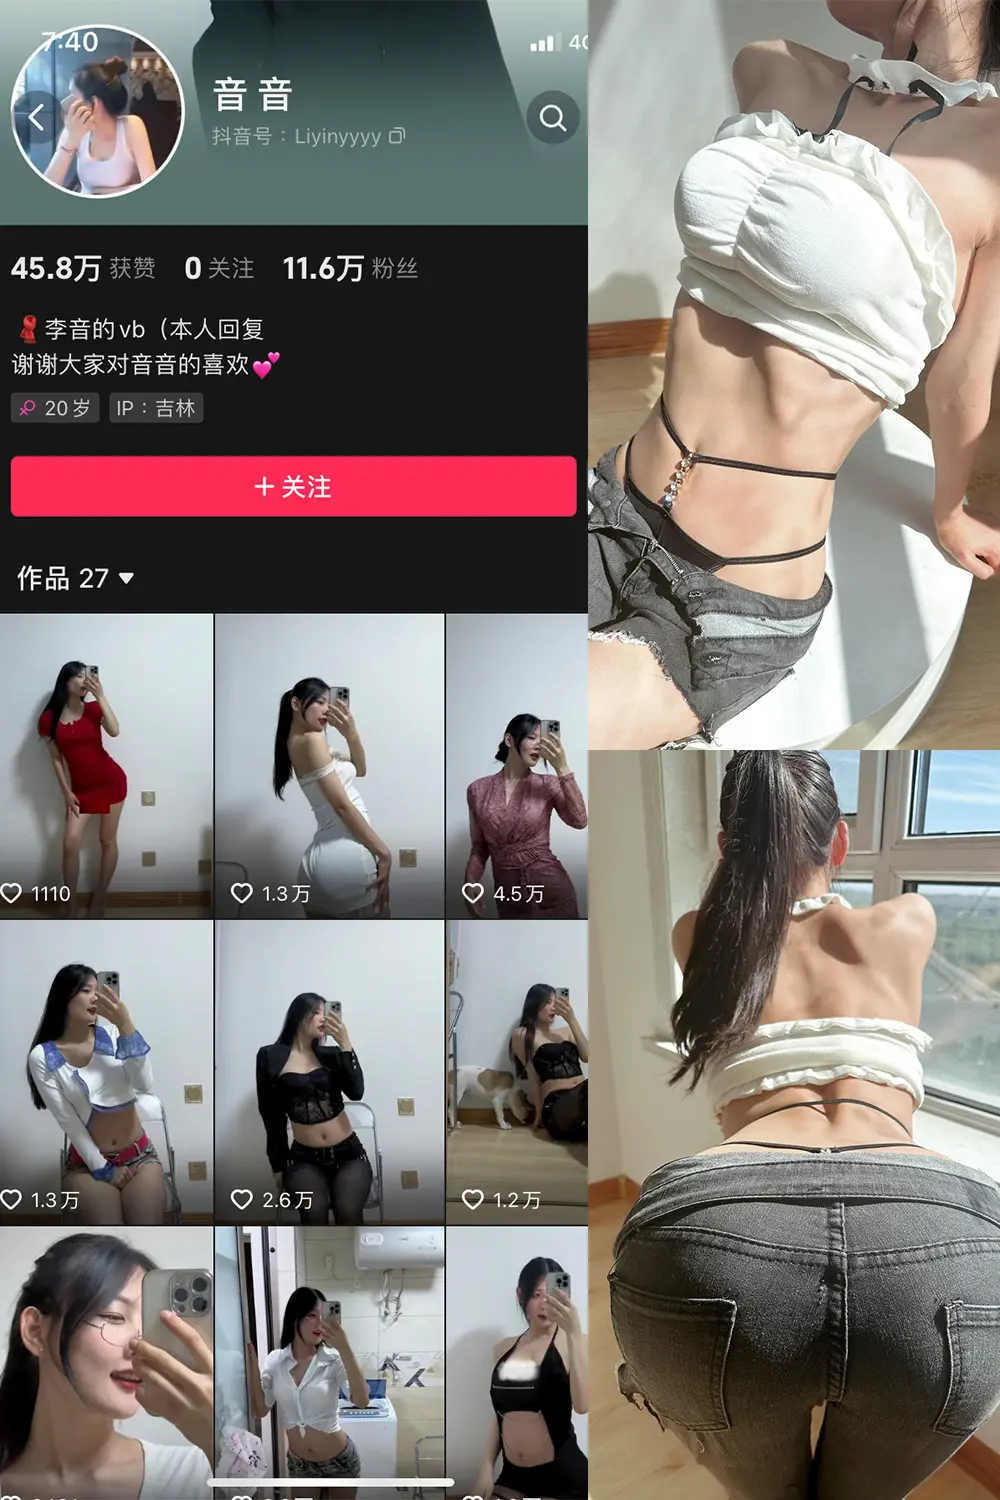 7:40
音音
抖音号：Liyinyyyy
45.8万 获赞 0 关注 11.6万 粉丝
李音的vb（本人回复
谢谢大家对音音的喜欢
20岁 IP：吉林
+ 关注
作品 27
1110 1.3万 4.5万
1.3万 2.6万 1.2万